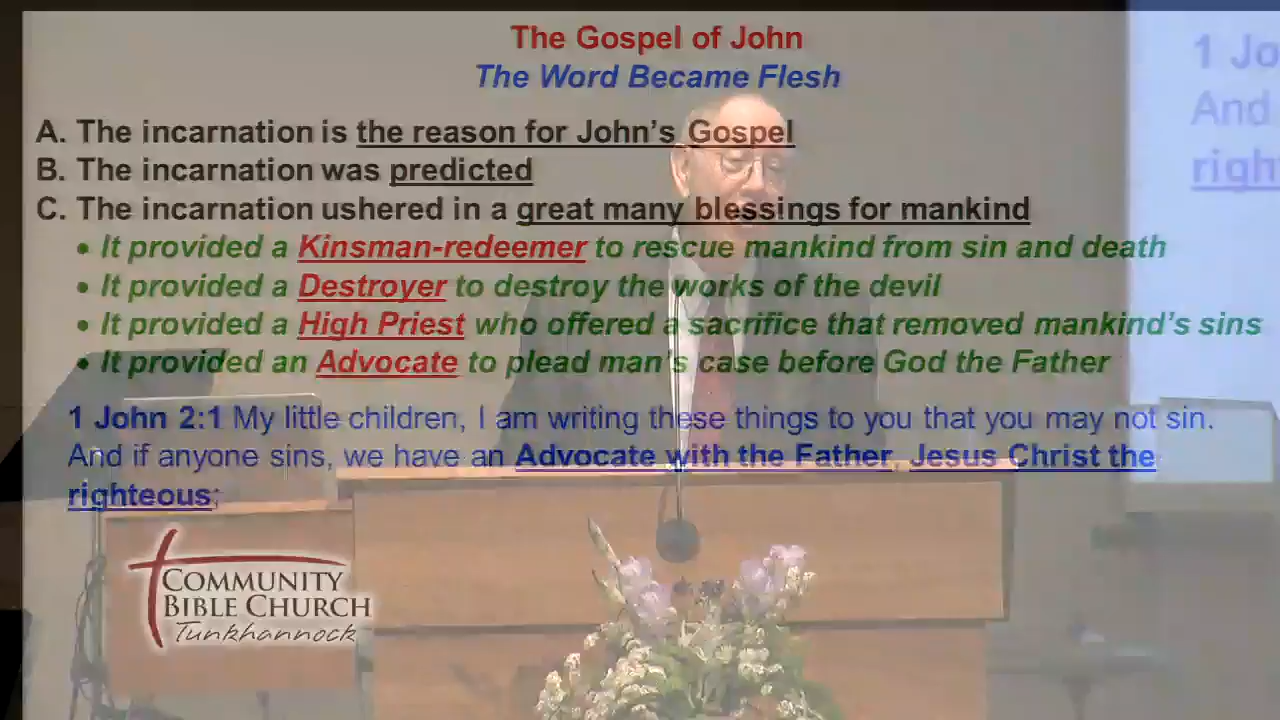 The Gospel of John
The Word Became Flesh
A. The incarnation is the reason for John's Gospel
B. The incarnation was predicted
C. The incarnation ushered in a great many blessings for mankind
• It provided a Kinsman-redeemer to rescue mankind from sin and death
• It provided a Destroyer to destroy the works of the devil
• It provided a High Priest who offered a sacrifice that removed mankind's sins
• It provided an Advocate to plead man's case before God the Father
1 John 2:1 My little children, I am writing these things to you that you may not sin.
And if anyone sins, we have an Advocate with the Father, Jesus Christ the
righteous;
1 Jo
And
righ
COMMUNITY
BIBLE CHURCH
Tunkhannock